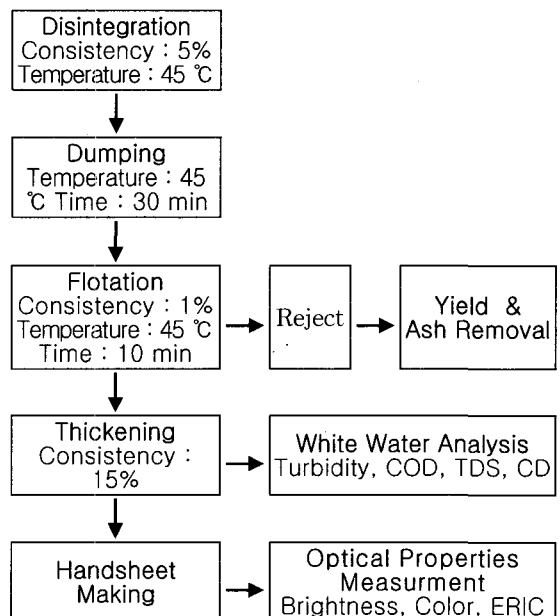 Disintegration
Consistency : 5%
Temperature : 45 ℃
Dumping
Temperature : 45
℃ Time : 30 min
Flotation
Consistency : 1%
Temperature : 45 ℃
Time : 10 min
Reject
Yield & 
Ash Removal
Thickening
Consistency :
15%
White Water Analysis
Turbidity, COD, TDS, CD
Handsheet
Making
Optical Properties
Measurment
Brightness, Color, ERIC